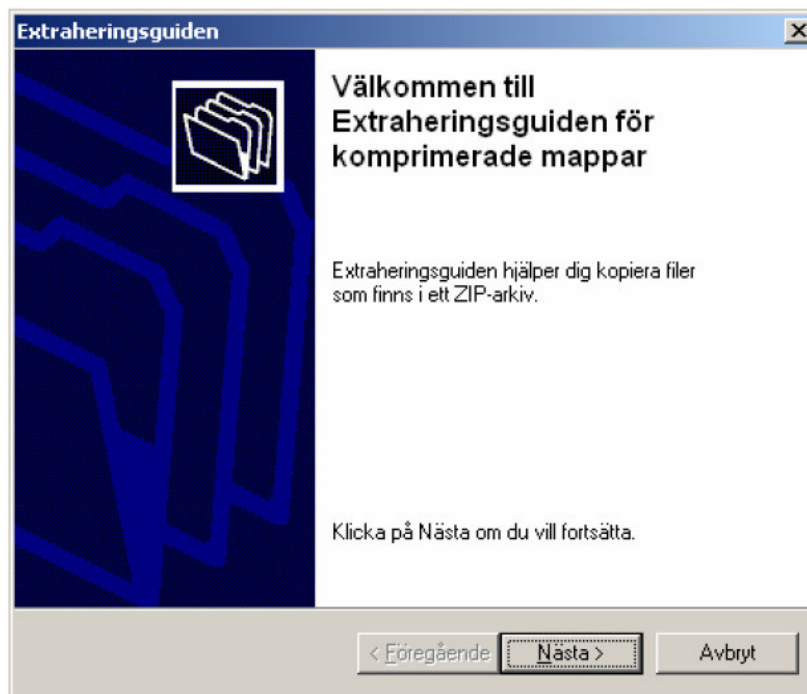 Extraheringsguiden
Välkommen till
Extraheringsguiden för
komprimerade mappar
Extraheringsguiden hjälper dig kopiera filer
som finns i ett ZIP-arkiv.
Klicka på Nästa om du vill fortsätta.
< Föregående
Nästa >
Avbryt